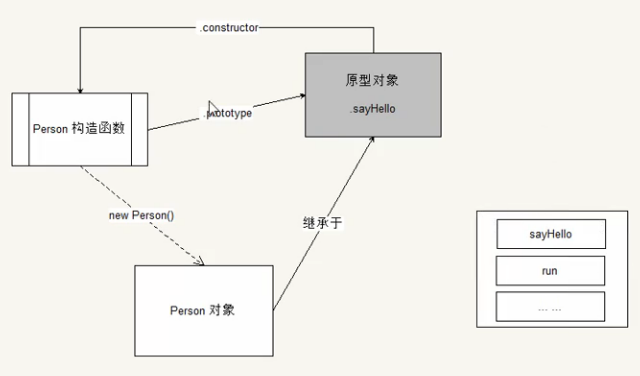 .constructor
原型对象
.sayHello
Person 构造函数
.prototype
new Person()
继承于
sayHello
run
... ...
Person 对象